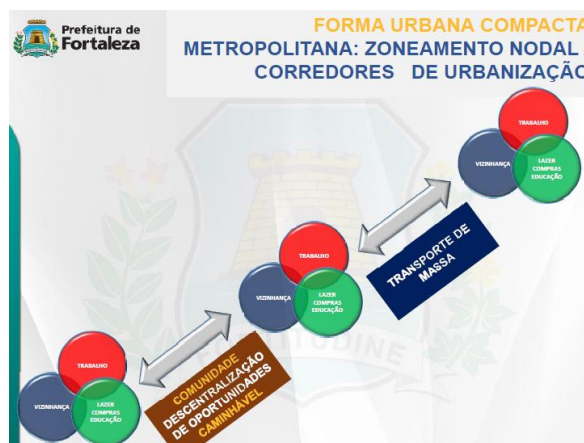 Prefeitura de
Fortaleza
FORMA URBANA COMPACTA
METROPOLITANA: ZONEAMENTO NODAL
CORREDORES DE URBANIZAÇÃO
TRABALHO
VIZINHANÇA
LAZER
COMPRAS
EDUCAÇÃO
TRANSPORTE DE
MASSA
TRABALHO
VIZINHANÇA
LAZER
COMPRAS
EDUCAÇÃO
COMUNIDADE
DESCENTRALIZAÇÃO
DE OPORTUNIDADES
CAMINHÁVEL
TRABALHO
VIZINHANÇA
LAZER
COMPRAS
EDUCAÇÃO